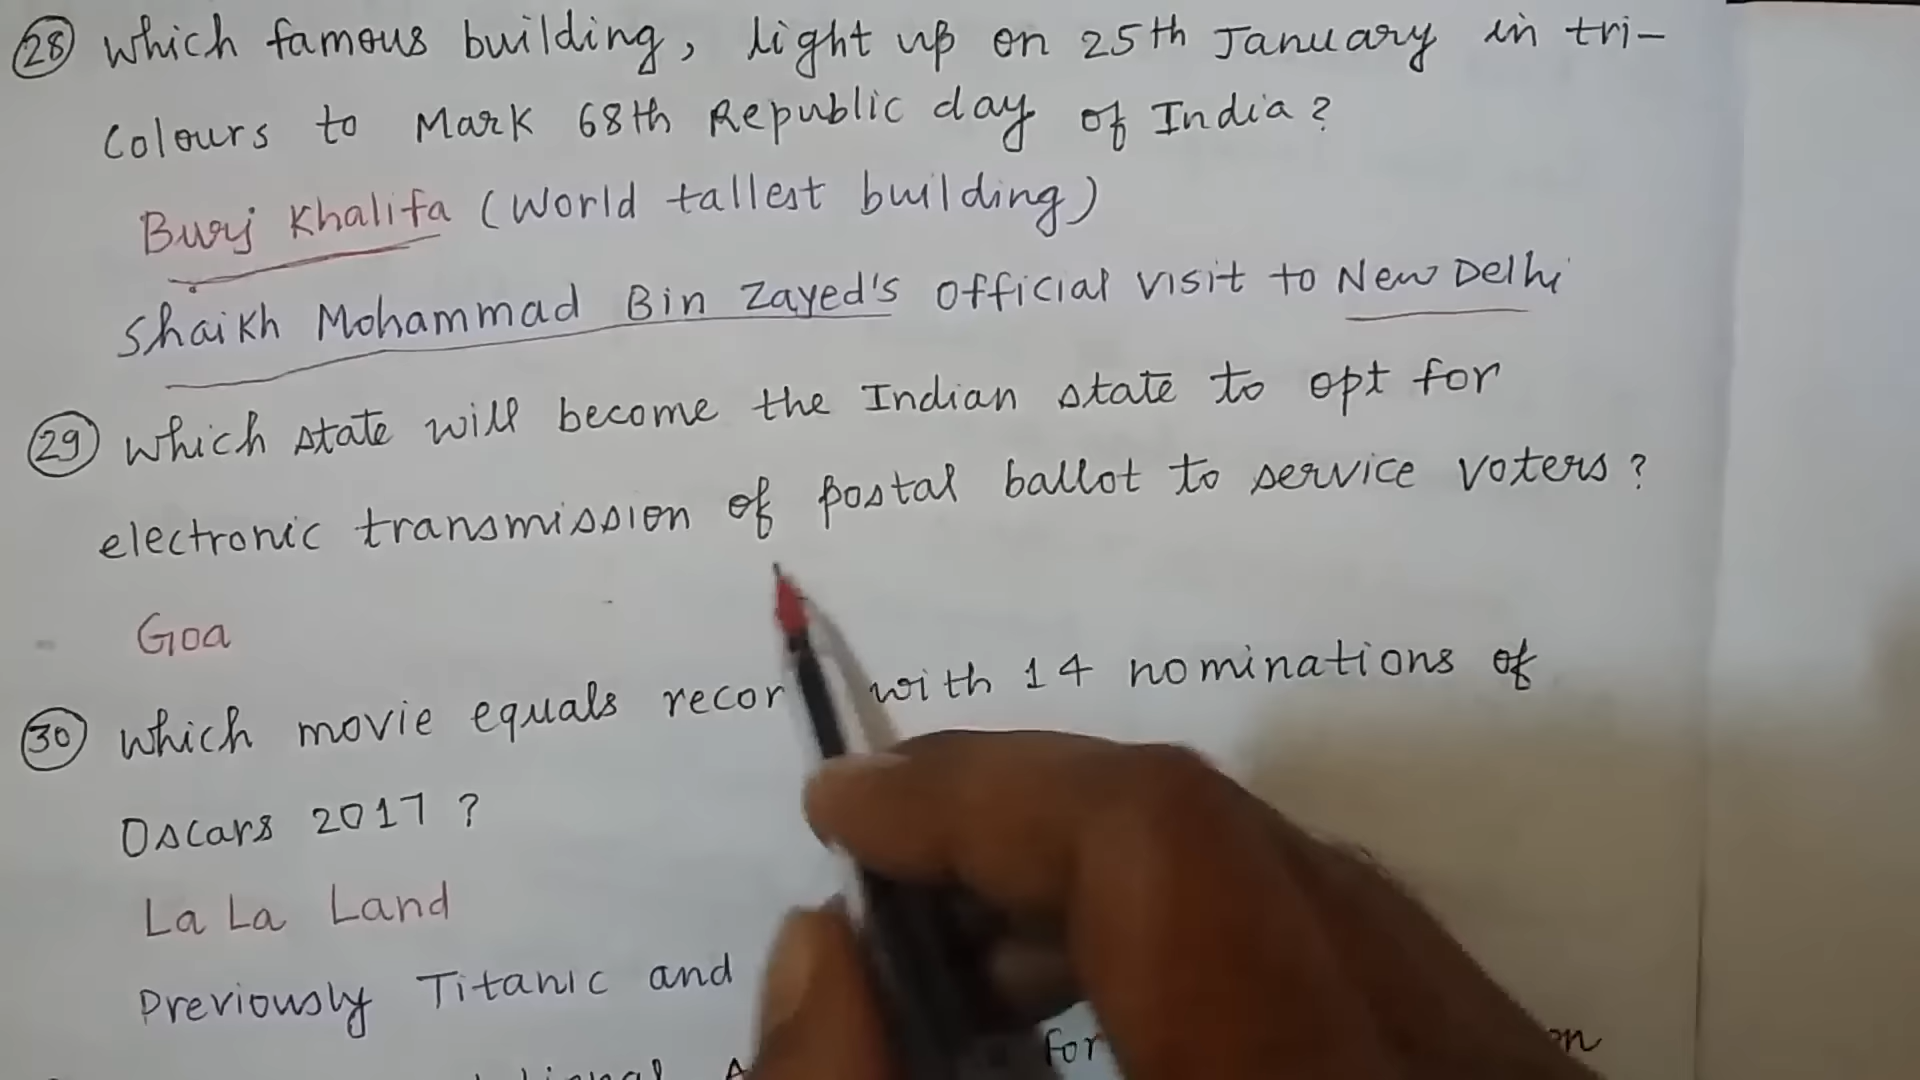 28 Which famous building, light up on 25th January in tri-
colours to Mark 68th Republic day of India?
Burj Khalifa (World tallest building)
Shaikh Mohammad Bin Zayed's official visit to New Delhi
29 Which state will become the Indian state to opt for
electronic transmission of postal ballot to service voters?
Goa
30 Which movie equals with 14 nominations of
Oscars 2017?
La La Land
Previously Titanic and
for